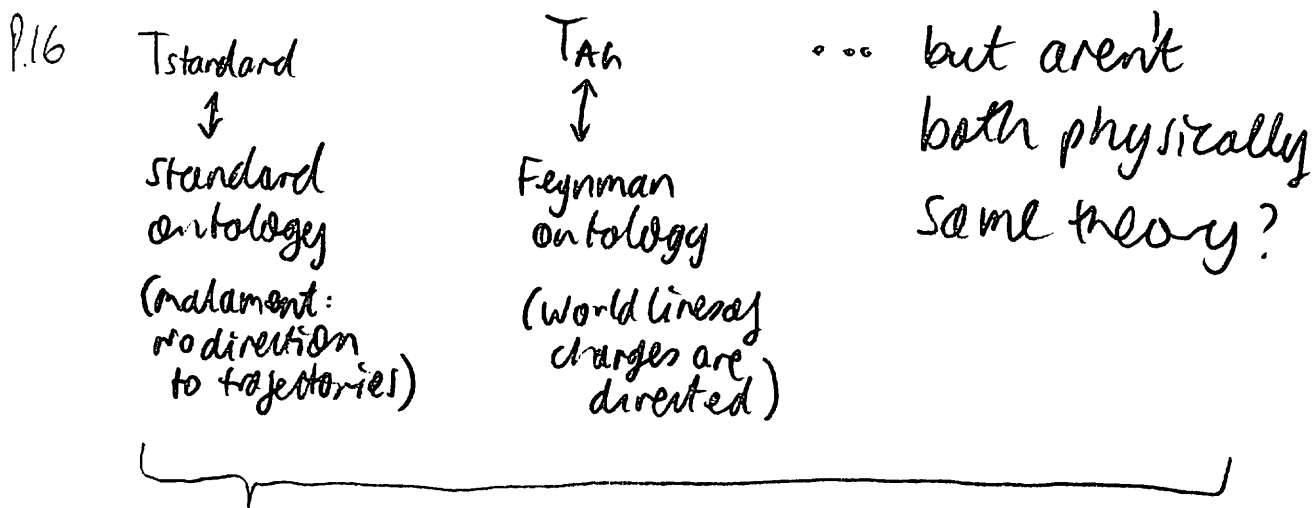 P.16
Tstandard
↕
standard
ontology
(malament:
no direction
to trajectories)
TAG
↕
Feynman
ontology
(world lines of
charges are
directed)
... but aren't
both physically
same theory?